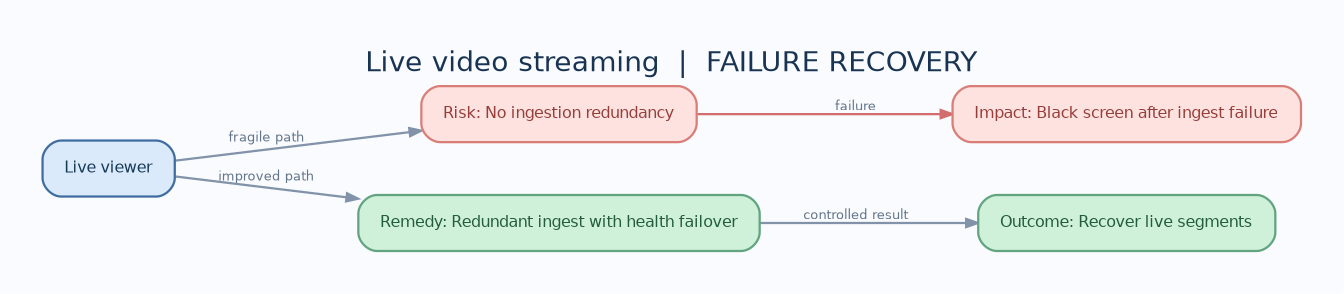 Live video streaming | FAILURE RECOVERY
Live viewer
fragile path
Risk: No ingestion redundancy
failure
Impact: Black screen after ingest failure
improved path
Remedy: Redundant ingest with health failover
controlled result
Outcome: Recover live segments